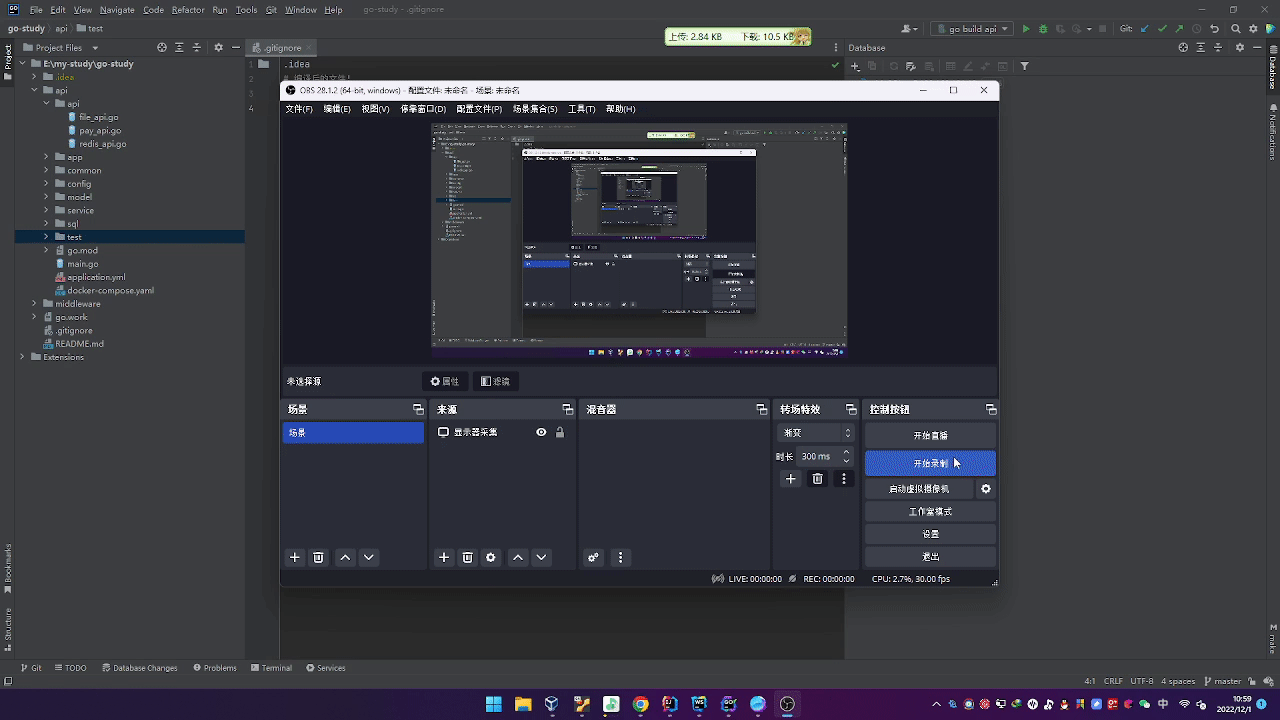 File Edit View Navigate Code Refactor Run Tools Git Window Help go-study - .gitignore
go-study api test
上传: 2.84 KB 下载: 10.5 KB
go build api
Git:
Project Files
.gitignore
Database
E:\mystudy\go-study
.idea
api
api
file_api.go
pay_api.go
app
common
config
model
service
sql
test
go.mod
main.go
application.yml
docker-compose.yaml
middleware
go.work
.gitignore
README.md
Extensions
1 .idea
2
3
4
OBS 28.1.2 (64-bit, windows) - 配置文件: 未命名 - 场景: 未命名
文件(F) 编辑(E) 视图(V) 停靠窗口(D) 配置文件(P) 场景集合(S) 工具(T) 帮助(H)
未选择源 属性 滤镜
场景 来源 混音器 转场特效 控制按钮
场景
显示器采集
渐变
时长 300 ms
开始直播
开始录制
启动虚拟摄像机
工作室模式
设置
退出
LIVE: 00:00:00 REC: 00:00:00 CPU: 2.7%, 30.00 fps
Project
Bookmarks
Structure
Database
Notifications
make
Git TODO Database Changes Problems Terminal Services
4:1 CRLF UTF-8 4 spaces master
中
10:59
2022/12/1